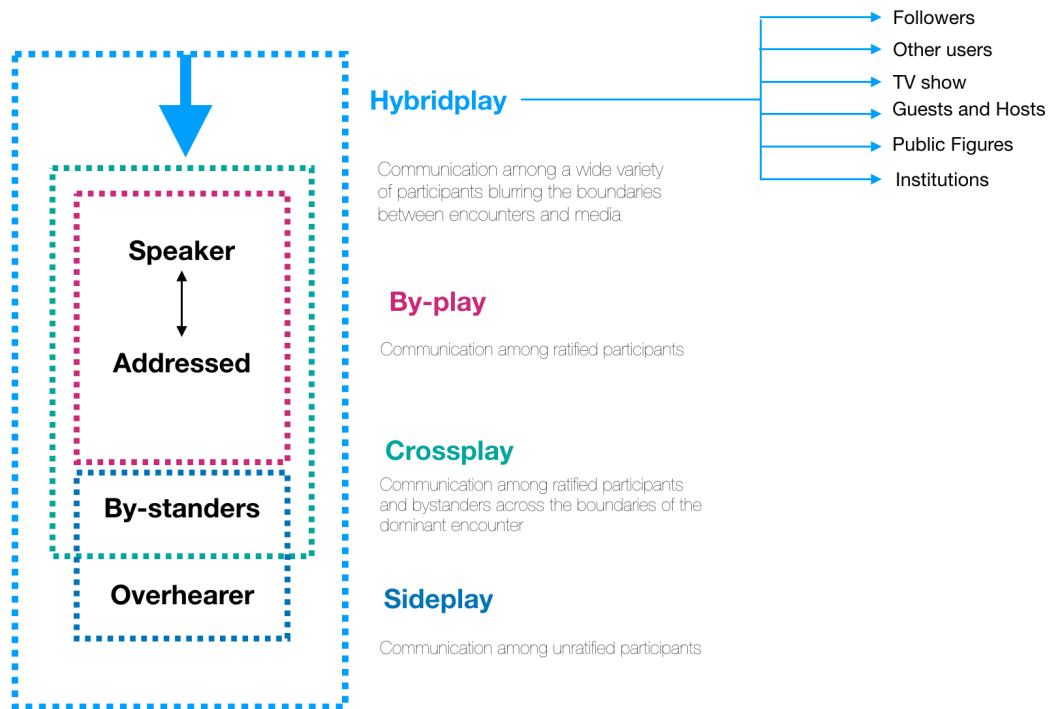 Followers
Other users
TV show
Guests and Hosts
Public Figures
Institutions
Hybridplay
Communication among a wide variety
of participants blurring the boundaries
between encounters and media
Speaker
Addressed
By-play
Communication among ratified participants
Crossplay
Communication among ratified participants
and bystanders across the boundaries of the
dominant encounter
By-standers
Overhearer
Sideplay
Communication among unratified participants